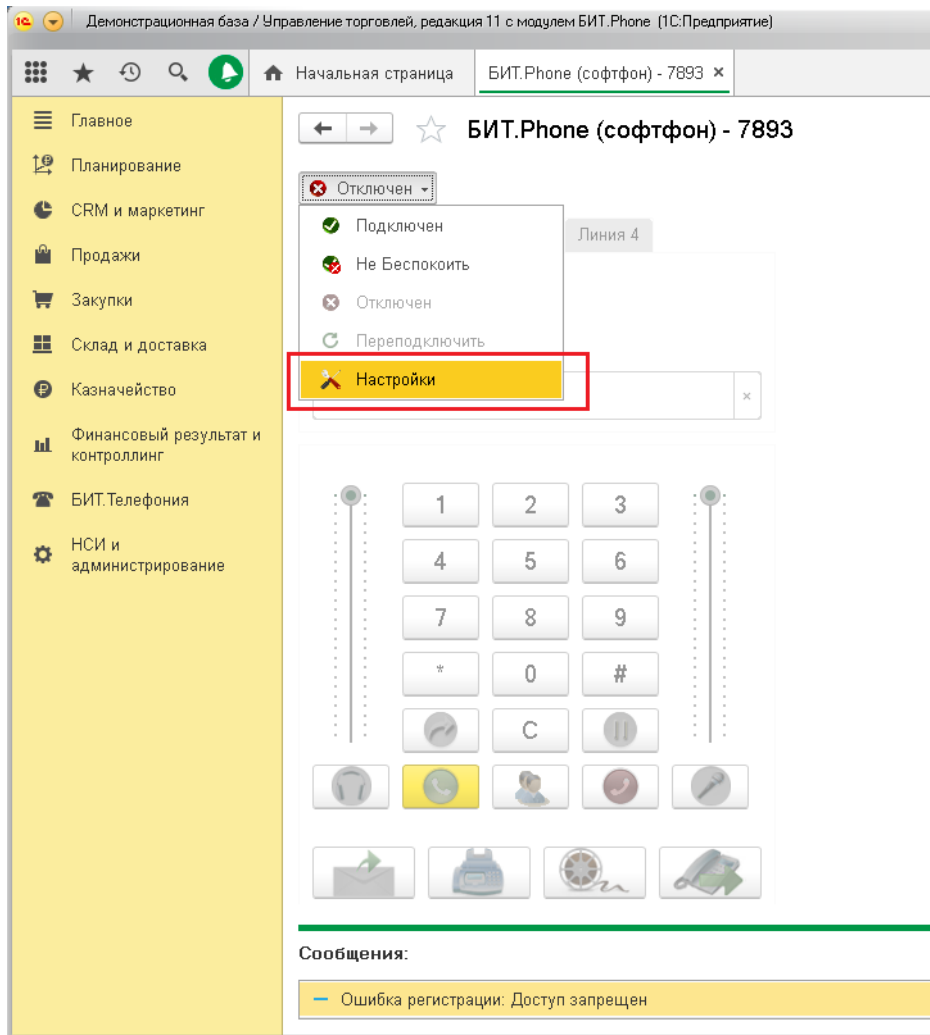 Демонстрационная база / Управление торговлей, редакция 11 с модулем БИТ.Phone (1С:Предприятие)
Начальная страница
БИТ.Phone (софтфон) - 7893 ×
Главное
Планирование
CRM и маркетинг
Продажи
Закупки
Склад и доставка
Казначейство
Финансовый результат и
контроллинг
БИТ.Телефония
НСИ и
администрирование
БИТ.Phone (софтфон) - 7893
Отключен
Подключен
Не Беспокоить
Отключен
Переподключить
Настройки
Линия 4
×
1 2 3
4 5 6
7 8 9
* 0 #
C
Сообщения:
– Ошибка регистрации: Доступ запрещен